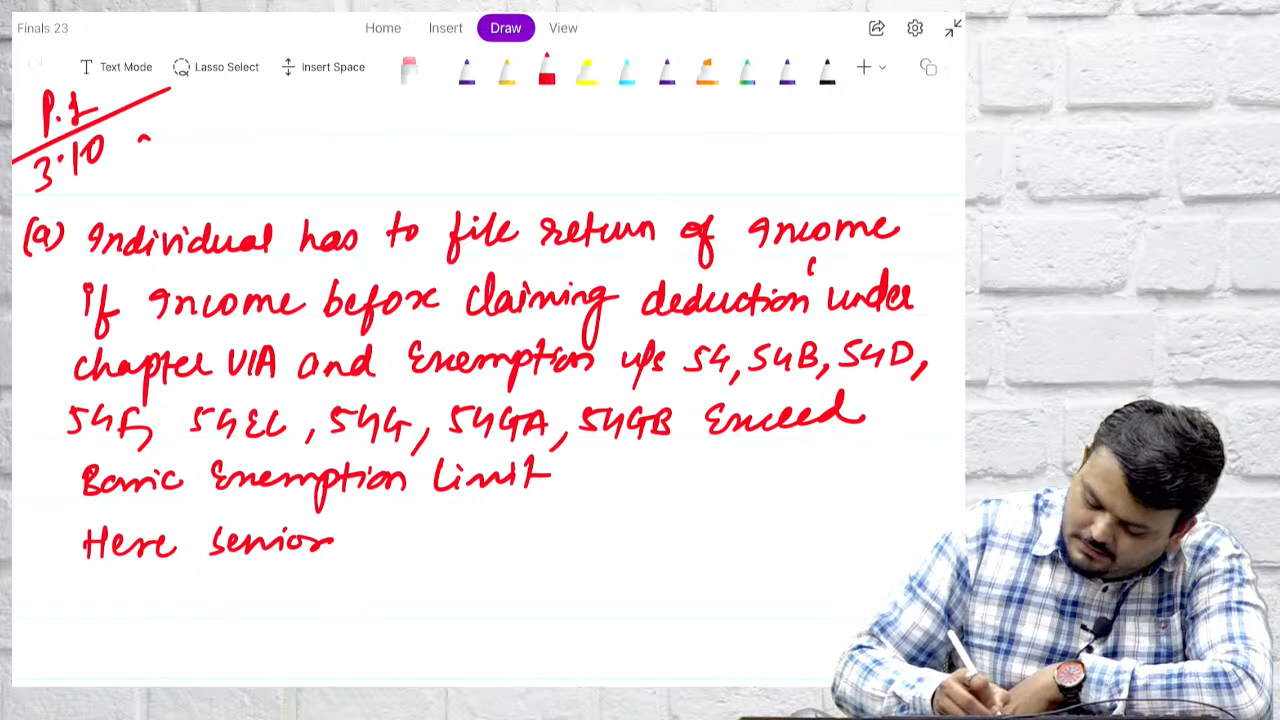 Finals 23
Home Insert Draw View
Text Mode Lasso Select Insert Space
P.1
3.10
(a) Individual has to file return of Income
if Income before claiming deduction under
chapter VIA and Exemption u/s 54, 54B, 54D,
54F, 54EC, 54G, 54GA, 54GB Exceed
Basic Exemption Limit
Here senior